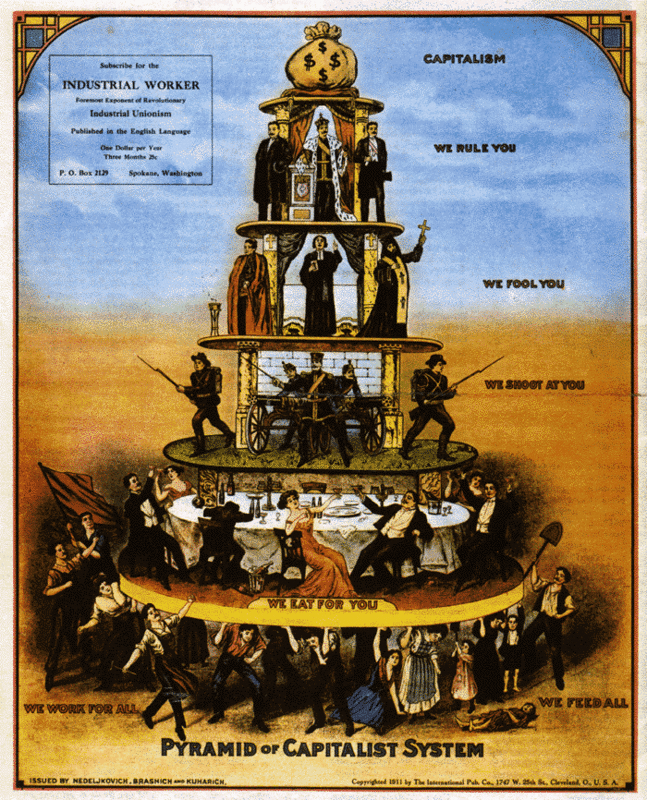 Subscribe for the
INDUSTRIAL WORKER
Foremost Exponent of Revolutionary
Industrial Unionism
Published in the English Language
One Dollar per Year
Three Months 25c
P. O. Box 2129 Spokane, Washington
CAPITALISM
$ $ $ $
WE RULE YOU
WE FOOL YOU
WE SHOOT AT YOU
WE EAT FOR YOU
WE WORK FOR ALL
WE FEED ALL
PYRAMID OF CAPITALIST SYSTEM
ISSUED BY NEDELJKOVICH, BRASHICH AND KUHARICH.
Copyrighted 1911 by The International Pub. Co., 1747 W. 25th St., Cleveland, O., U. S. A.